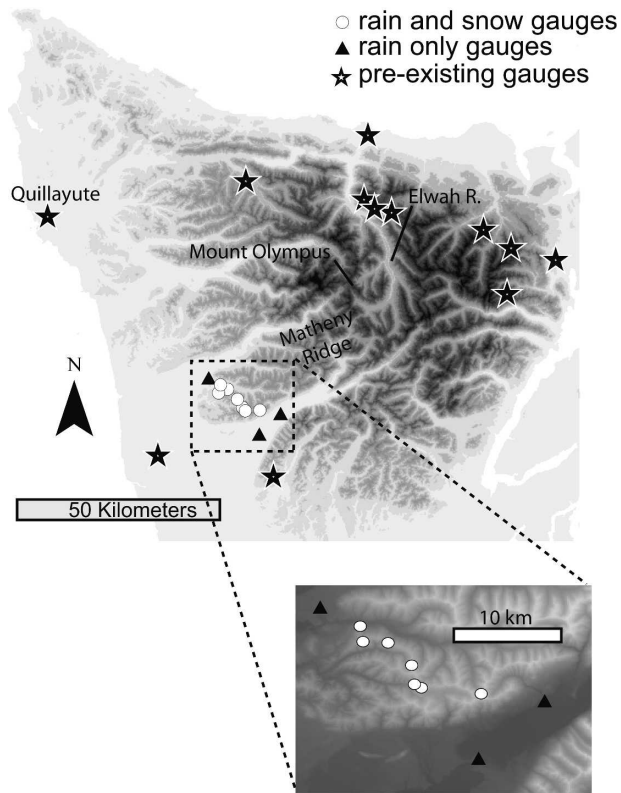 rain and snow gauges
rain only gauges
pre-existing gauges
Quillayute
Elwah R.
Mount Olympus
Matheny
Ridge
N
50 Kilometers
10 km